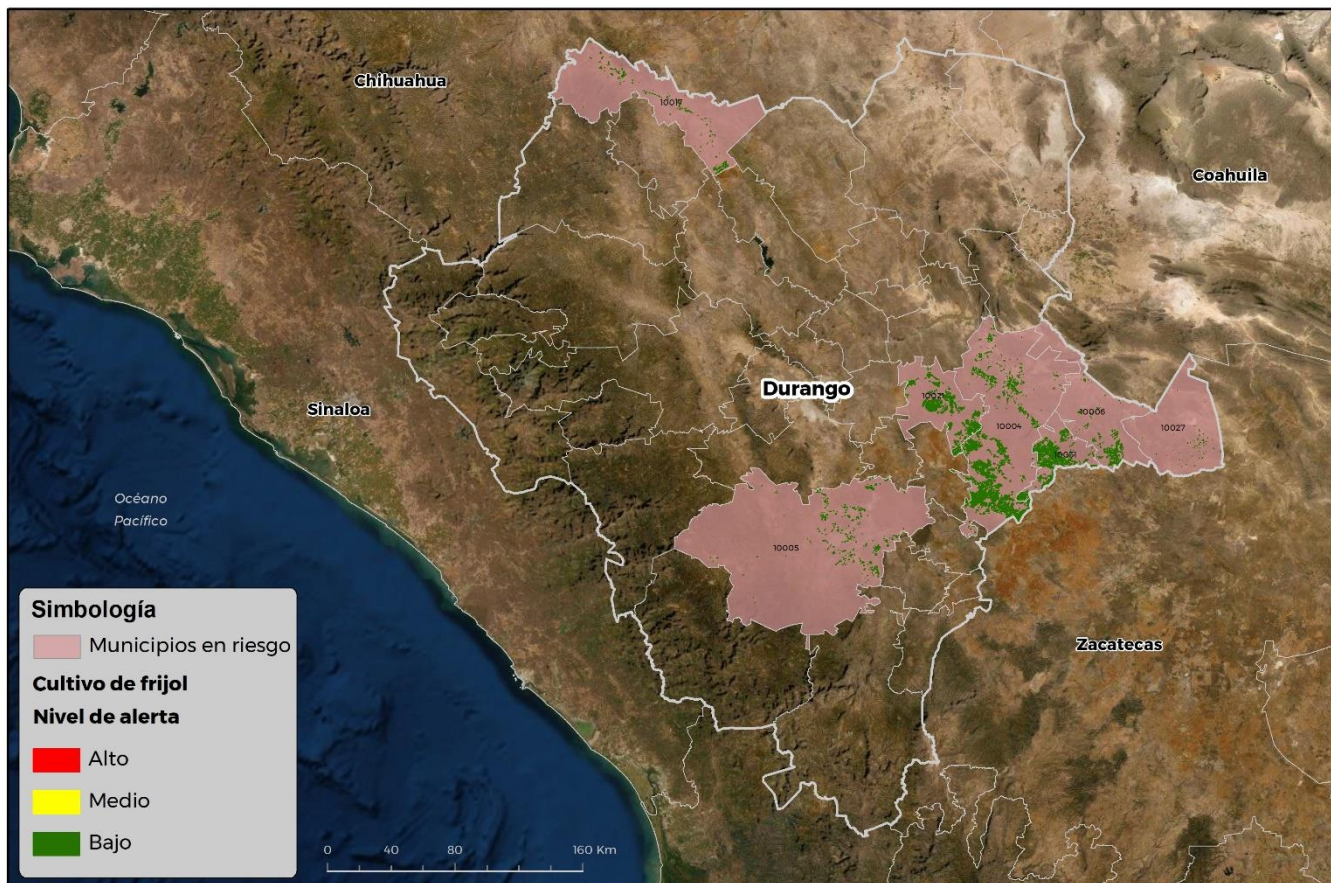 Chihuahua
10017
Coahuila
Durango
Sinaloa
10021
10004
10006
10027
10005
Océano
Pacífico
Zacatecas
Simbología
Municipios en riesgo
Cultivo de frijol
Nivel de alerta
Alto
Medio
Bajo
0 40 80 160 Km